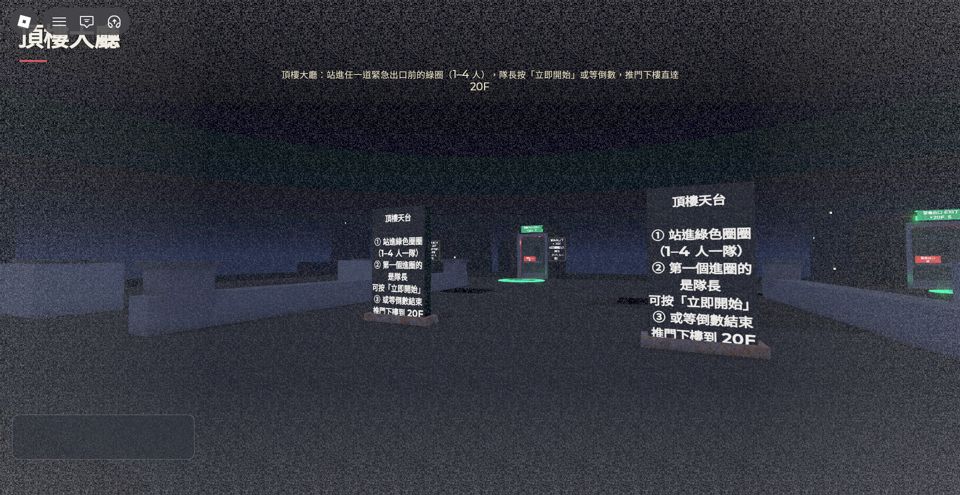 頂樓大廳
頂樓大廳：站進任一道緊急出口前的綠圈（1–4 人），隊長按「立即開始」或等倒數，推門下樓直達
20F
頂樓天台
① 站進綠色圈圈
（1–4 人一隊）
② 第一個進圈的
是隊長
可按「立即開始」
③ 或等倒數結束
推門下樓到 20F
頂樓天台
① 站進綠色圈圈
（1–4 人一隊）
② 第一個進圈的
是隊長
可按「立即開始」
③ 或等倒數結束
推門下樓到 20F